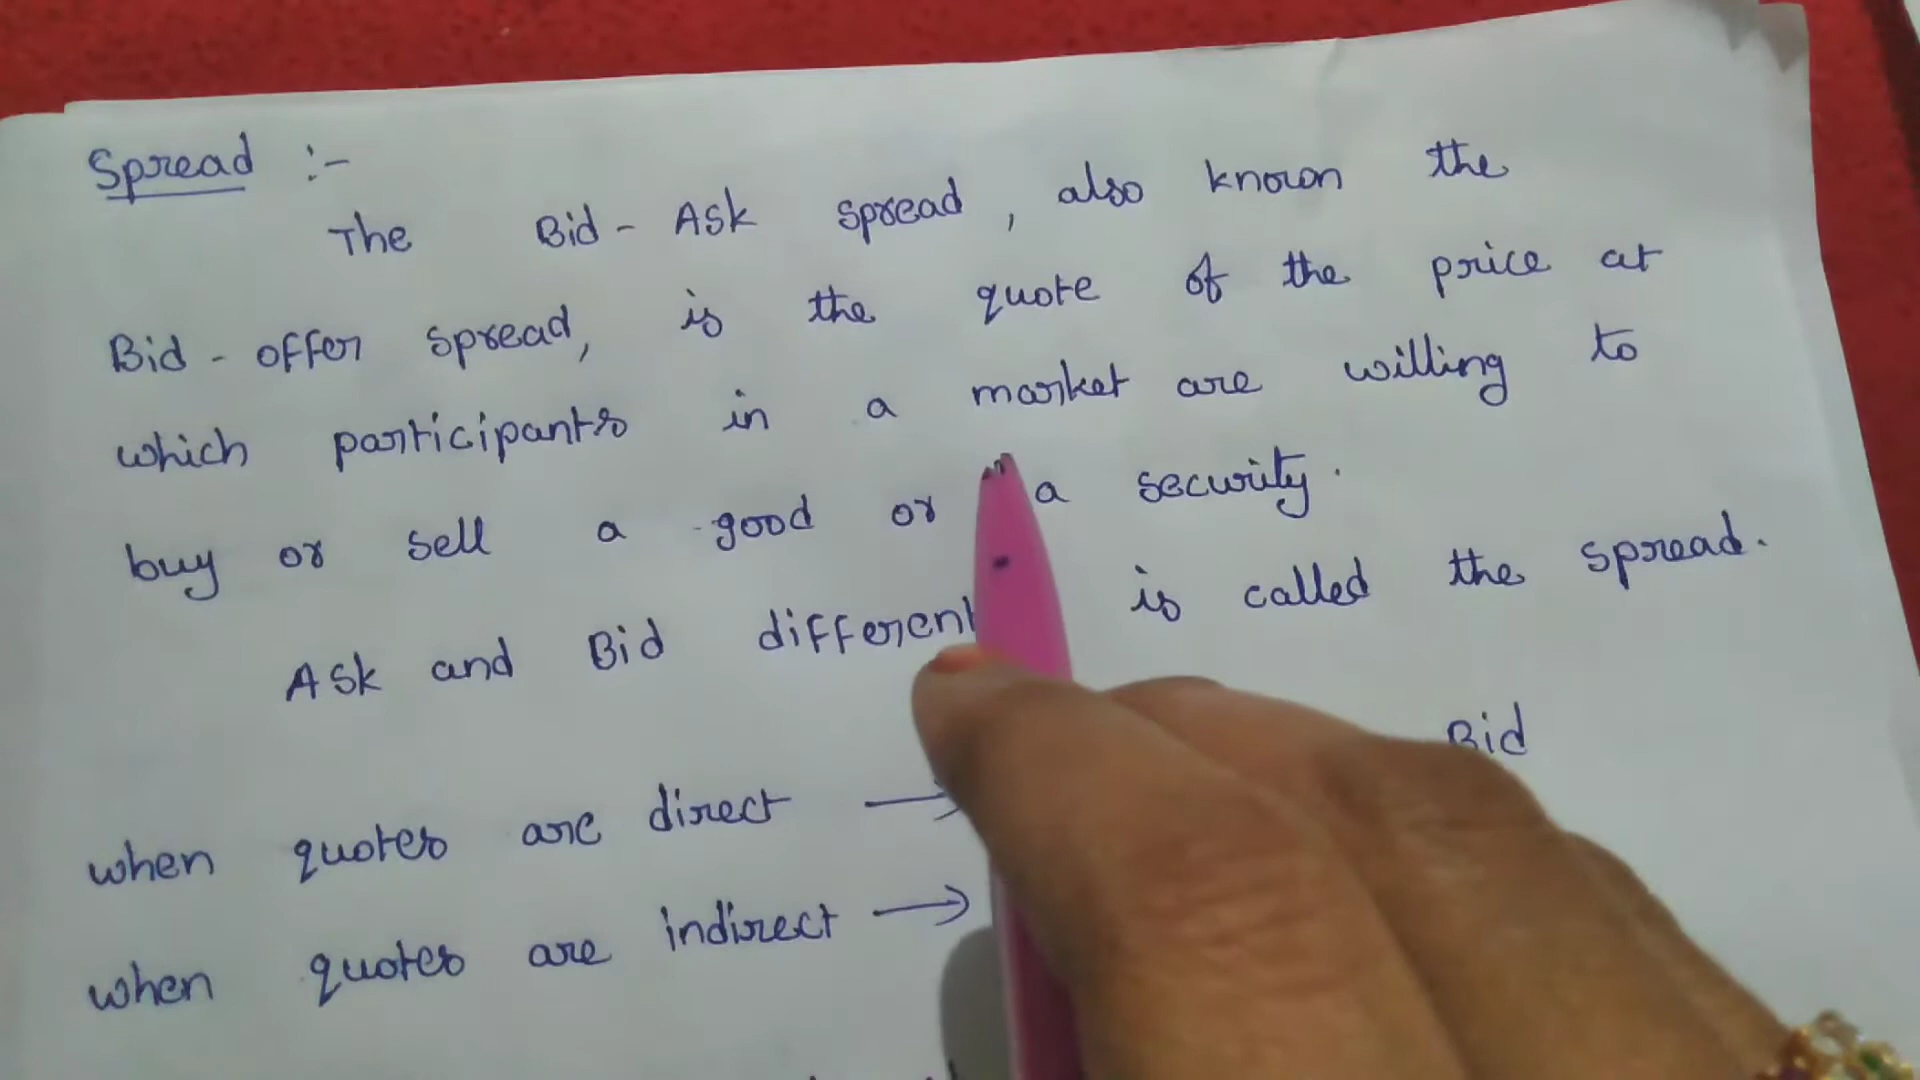 Spread :-
The Bid - Ask spread, also known the
Bid - offer spread, is the quote of the price at
which participants in a market are willing to
buy or sell a good or a security.
Ask and Bid different is called the spread.
Bid
when quotes are direct →
when quotes are indirect →